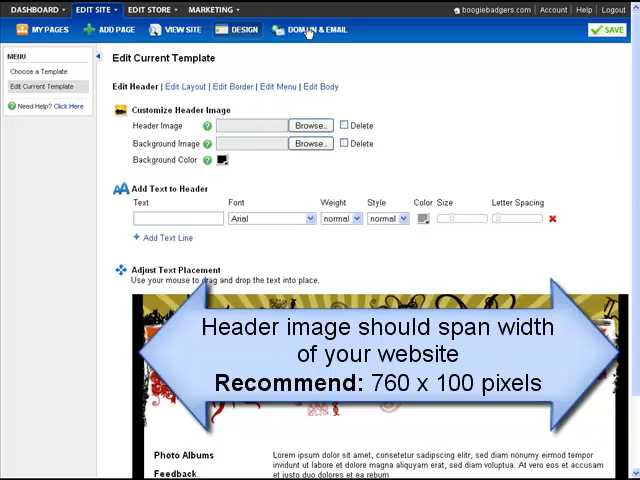 DASHBOARD EDIT SITE EDIT STORE MARKETING boogiebadgers.com Account Help Logout
MY PAGES ADD PAGE VIEW SITE DESIGN DOMAIN & EMAIL SAVE
MENU
Choose a Template
Edit Current Template
Need Help? Click Here
Edit Current Template
Edit Header | Edit Layout | Edit Border | Edit Menu | Edit Body
Customize Header Image
Header Image ? Browse... Delete
Background Image ? Browse... Delete
Background Color ?
Add Text to Header
Text Font Weight Style Color Size Letter Spacing
Arial normal normal
Add Text Line
Adjust Text Placement
Use your mouse to drag and drop the text into place.
Header image should span width
of your website
Recommend: 760 x 100 pixels
Photo Albums
Feedback
Lorem ipsum dolor sit amet, consetetur sadipscing elitr, sed diam nonumy eirmod tempor
invidunt ut labore et dolore magna aliquyam erat, sed diam voluptua. At vero eos et accusam
et justo duo dolores et ea rebum.